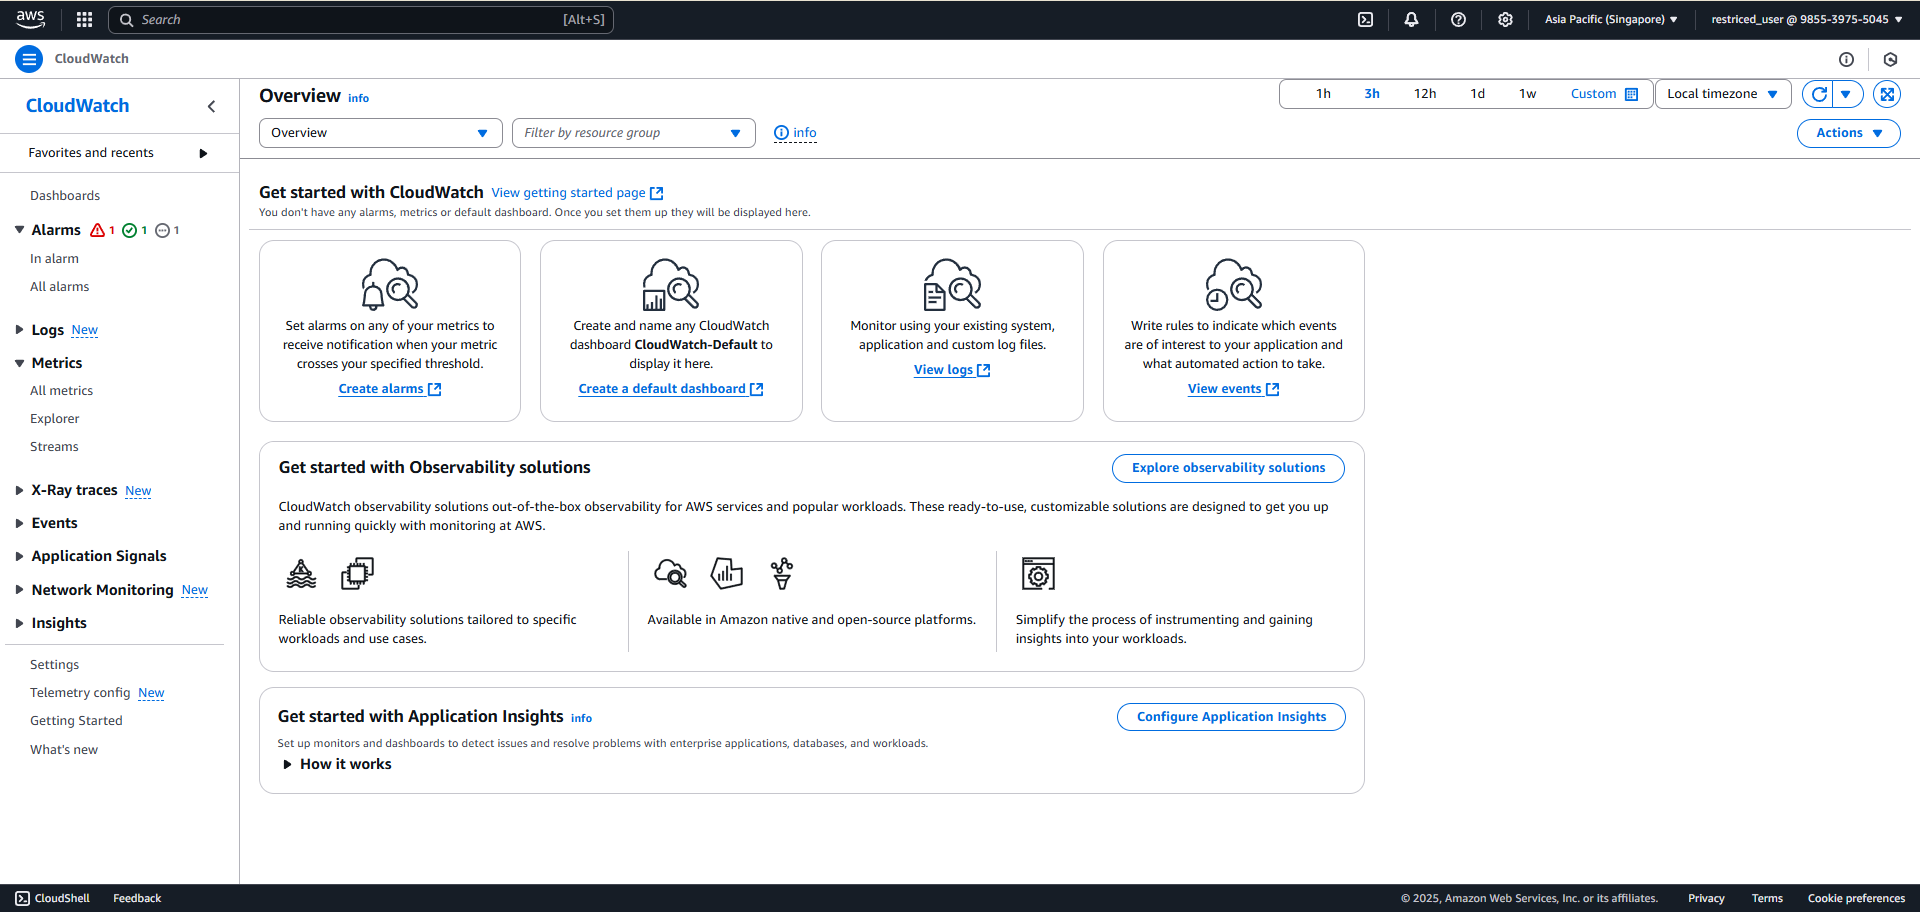 aws
Search [Alt+S]
Asia Pacific (Singapore)
restriced_user @ 9855-3975-5045
CloudWatch
CloudWatch
Favorites and recents
Dashboards
Alarms 1 1 1
In alarm
All alarms
Logs New
Metrics
All metrics
Explorer
Streams
X-Ray traces New
Events
Application Signals
Network Monitoring New
Insights
Settings
Telemetry config New
Getting Started
What's new
Overview info
1h 3h 12h 1d 1w Custom
Local timezone
Overview
Filter by resource group
info
Actions
Get started with CloudWatch View getting started page
You don't have any alarms, metrics or default dashboard. Once you set them up they will be displayed here.
Set alarms on any of your metrics to
receive notification when your metric
crosses your specified threshold.
Create alarms
Create and name any CloudWatch
dashboard CloudWatch-Default to
display it here.
Create a default dashboard
Monitor using your existing system,
application and custom log files.
View logs
Write rules to indicate which events
are of interest to your application and
what automated action to take.
View events
Get started with Observability solutions
Explore observability solutions
CloudWatch observability solutions out-of-the-box observability for AWS services and popular workloads. These ready-to-use, customizable solutions are designed to get you up
and running quickly with monitoring at AWS.
Reliable observability solutions tailored to specific
workloads and use cases.
Available in Amazon native and open-source platforms.
Simplify the process of instrumenting and gaining
insights into your workloads.
Get started with Application Insights info
Configure Application Insights
Set up monitors and dashboards to detect issues and resolve problems with enterprise applications, databases, and workloads.
How it works
CloudShell
Feedback
© 2025, Amazon Web Services, Inc. or its affiliates.
Privacy
Terms
Cookie preferences